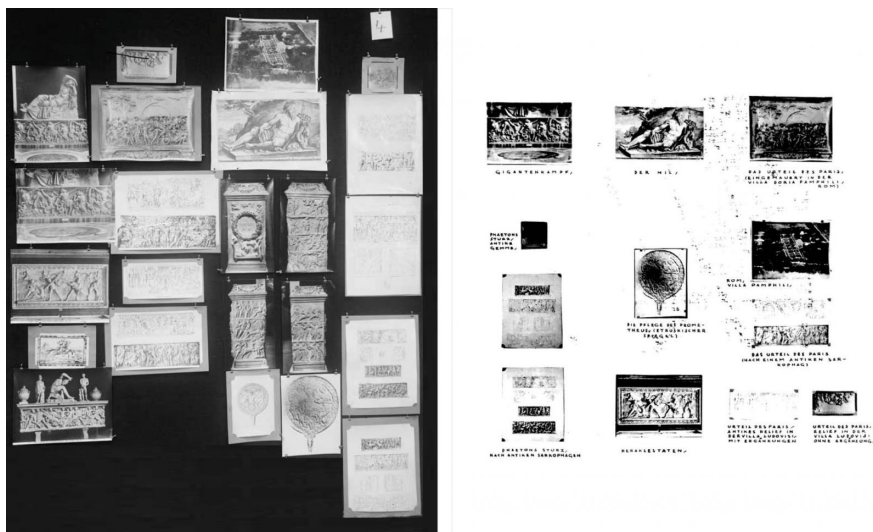 4
GIGANTENKAMPF,
DER NIL,
DAS URTEIL DES PARIS,
(EINGEMAUERT IN DER
VILLA DORIA PAMPHILI,
ROM)
PHAETONS
STURZ,
ANTIKE
GEMME,
ROM,
VILLA PAMPHILI,
DIE PFLEGE DES PROME-
THEUS, (ETRUSKISCHER
SPIEGEL)
DAS URTEIL DES PARIS
(NACH EINEM ANTIKEN SAR-
KOPHAG)
PHAETONS STURZ,
NACH ANTIKEN SARKOPHAGEN
HERAKLESTATEN,
URTEIL DES PARIS,
ANTIKES RELIEF IN
DER VILLA LUDOVISI
MIT ERGÄNZUNGEN
URTEIL DES PARIS,
RELIEF IN DER
VILLA LUDOVISI
OHNE ERGÄNZUNG,